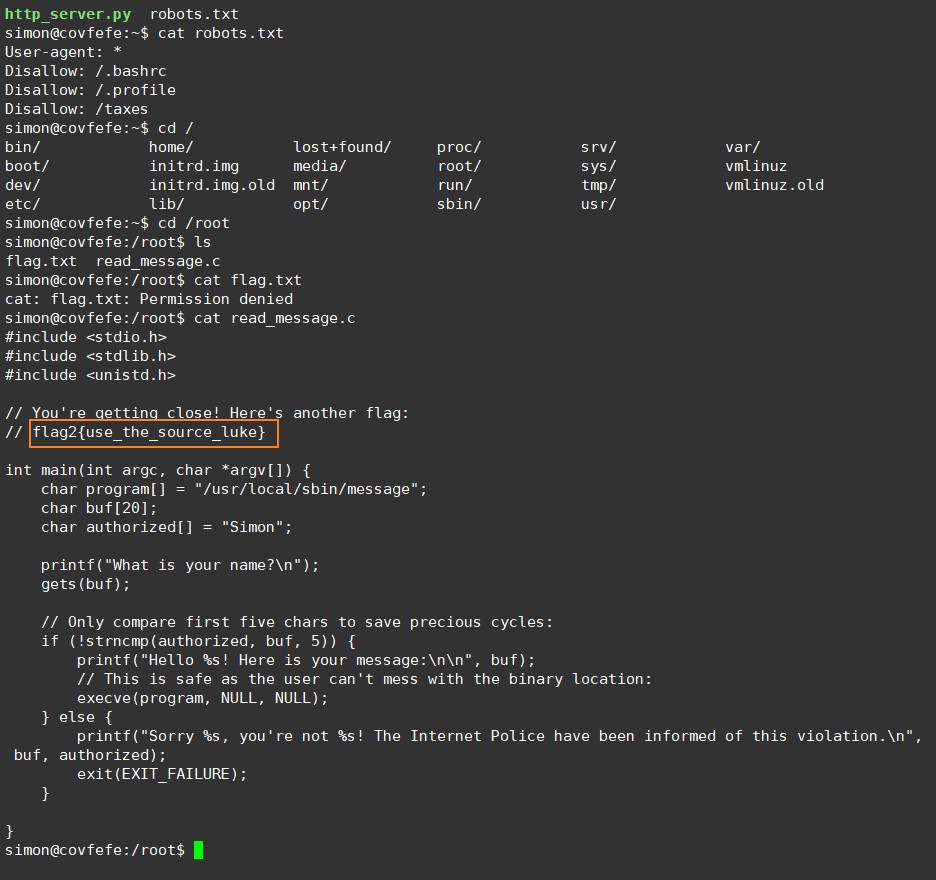 http_server.py  robots.txt
simon@covfefe:~$ cat robots.txt
User-agent: *
Disallow: /.bashrc
Disallow: /.profile
Disallow: /taxes
simon@covfefe:~$ cd /
bin/            home/           lost+found/     proc/           srv/            var/
boot/           initrd.img      media/          root/           sys/            vmlinuz
dev/            initrd.img.old  mnt/            run/            tmp/            vmlinuz.old
etc/            lib/            opt/            sbin/           usr/
simon@covfefe:~$ cd /root
simon@covfefe:/root$ ls
flag.txt  read_message.c
simon@covfefe:/root$ cat flag.txt
cat: flag.txt: Permission denied
simon@covfefe:/root$ cat read_message.c
#include <stdio.h>
#include <stdlib.h>
#include <unistd.h>

// You're getting close! Here's another flag:
// flag2{use_the_source_luke}

int main(int argc, char *argv[]) {
    char program[] = "/usr/local/sbin/message";
    char buf[20];
    char authorized[] = "Simon";

    printf("What is your name?\n");
    gets(buf);

    // Only compare first five chars to save precious cycles:
    if (!strncmp(authorized, buf, 5)) {
        printf("Hello %s! Here is your message:\n\n", buf);
        // This is safe as the user can't mess with the binary location:
        execve(program, NULL, NULL);
    } else {
        printf("Sorry %s, you're not %s! The Internet Police have been informed of this violation.\n",
 buf, authorized);
        exit(EXIT_FAILURE);
    }

}
simon@covfefe:/root$